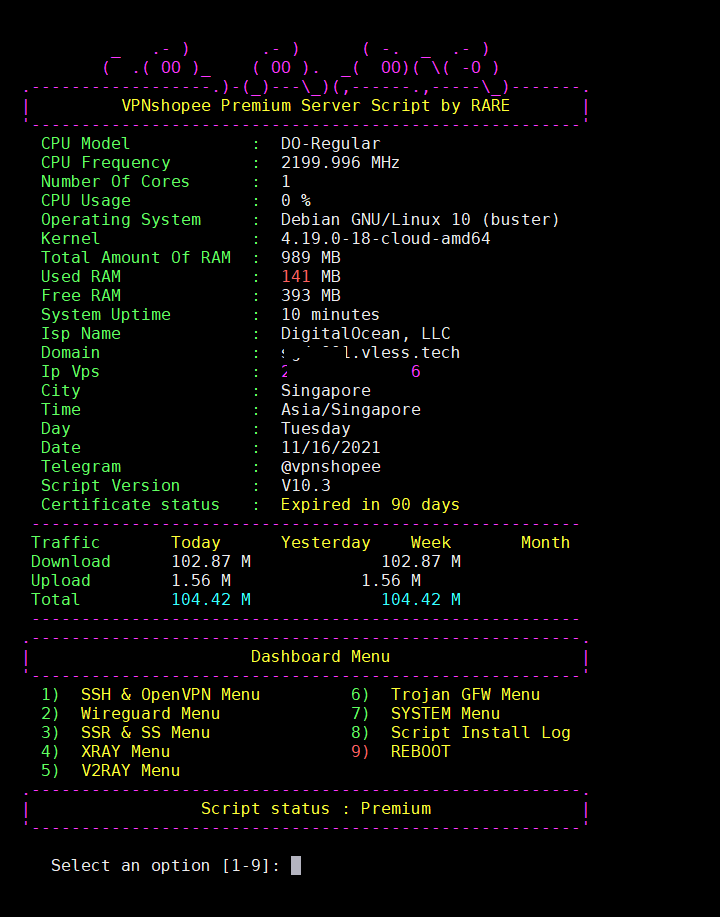 _   .- )       .- )      ( -.  _  .- )
(  .( OO )_    ( OO ).  _(  OO)( \( -O )
.------------------.)-(_)---\_)(,------.,-----\_)-------.
|         VPNshopee Premium Server Script by RARE       |
'-------------------------------------------------------'
CPU Model            :  DO-Regular
CPU Frequency        :  2199.996 MHz
Number Of Cores      :  1
CPU Usage            :  0 %
Operating System     :  Debian GNU/Linux 10 (buster)
Kernel               :  4.19.0-18-cloud-amd64
Total Amount Of RAM  :  989 MB
Used RAM             :  141 MB
Free RAM             :  393 MB
System Uptime        :  10 minutes
Isp Name             :  DigitalOcean, LLC
Domain               :  .vless.tech
Ip Vps               :  2            6
City                 :  Singapore
Time                 :  Asia/Singapore
Day                  :  Tuesday
Date                 :  11/16/2021
Telegram             :  @vpnshopee
Script Version       :  V10.3
Certificate status   :  Expired in 90 days
-------------------------------------------------------
Traffic       Today      Yesterday    Week       Month
Download      102.87 M             102.87 M
Upload        1.56 M             1.56 M
Total         104.42 M             104.42 M
-------------------------------------------------------
.-------------------------------------------------------.
|                      Dashboard Menu                   |
'-------------------------------------------------------'
1)  SSH & OpenVPN Menu         6)  Trojan GFW Menu
2)  Wireguard Menu             7)  SYSTEM Menu
3)  SSR & SS Menu              8)  Script Install Log
4)  XRAY Menu                  9)  REBOOT
5)  V2RAY Menu
.-------------------------------------------------------.
|                 Script status : Premium               |
'-------------------------------------------------------'
Select an option [1-9]: